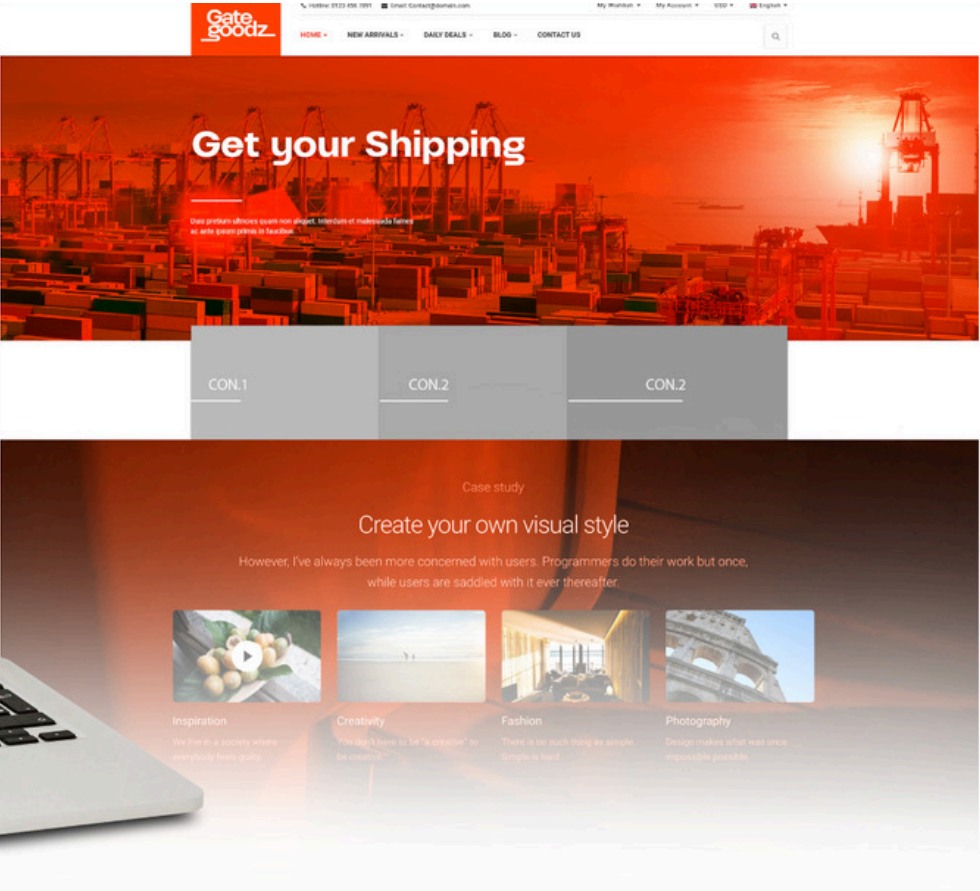 Gate
goodz
Hotline: 0123-456-7891 Email: Contact@domain.com
My Wishlist My Account USD English
HOME NEW ARRIVALS DAILY DEALS BLOG CONTACT US
Get your Shipping
Duis pretium ultricies quam non aliquet. Interdum et malesuada fames
ac ante ipsum primis in faucibus.
CON.1 CON.2 CON.2
Case study
Create your own visual style
However, I've always been more concerned with users. Programmers do their work but once,
while users are saddled with it ever thereafter.
Inspiration Creativity Fashion Photography
We live in a society where You don't have to be "a creative" to There is no such thing as simple. Design makes what was once
everybody feels guilty. be creative" Simple is hard impossible possible.